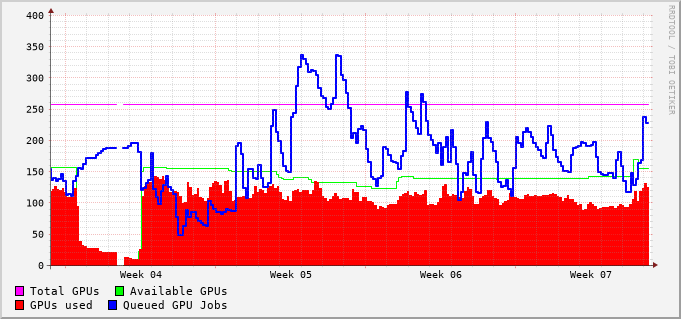 400
350
300
250
200
150
100
50
0
Week 04 Week 05 Week 06 Week 07
Total GPUs Available GPUs
GPUs used Queued GPU Jobs
RRDTOOL / TOBI OETIKER